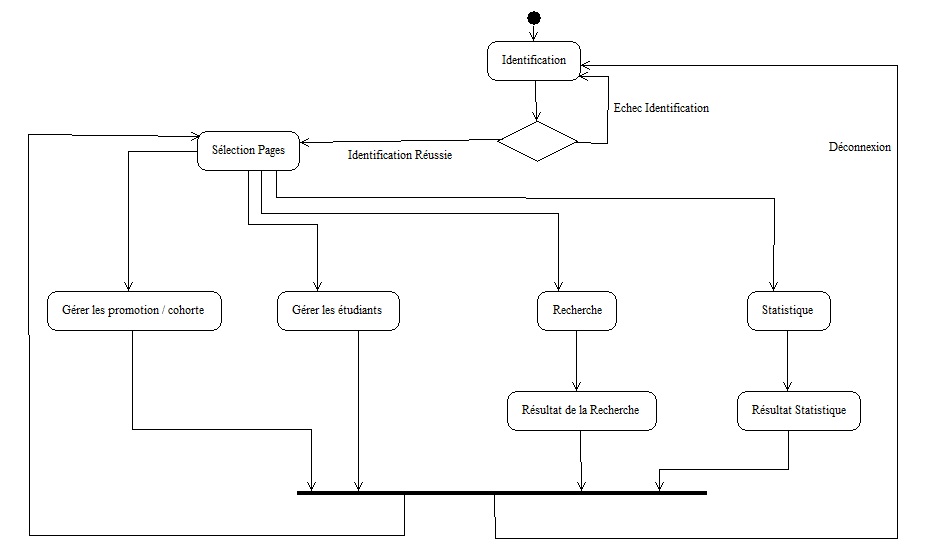 Identification
Echec Identification
Identification Réussie
Déconnexion
Sélection Pages
Gérer les promotion / cohorte
Gérer les étudiants
Recherche
Statistique
Résultat de la Recherche
Résultat Statistique